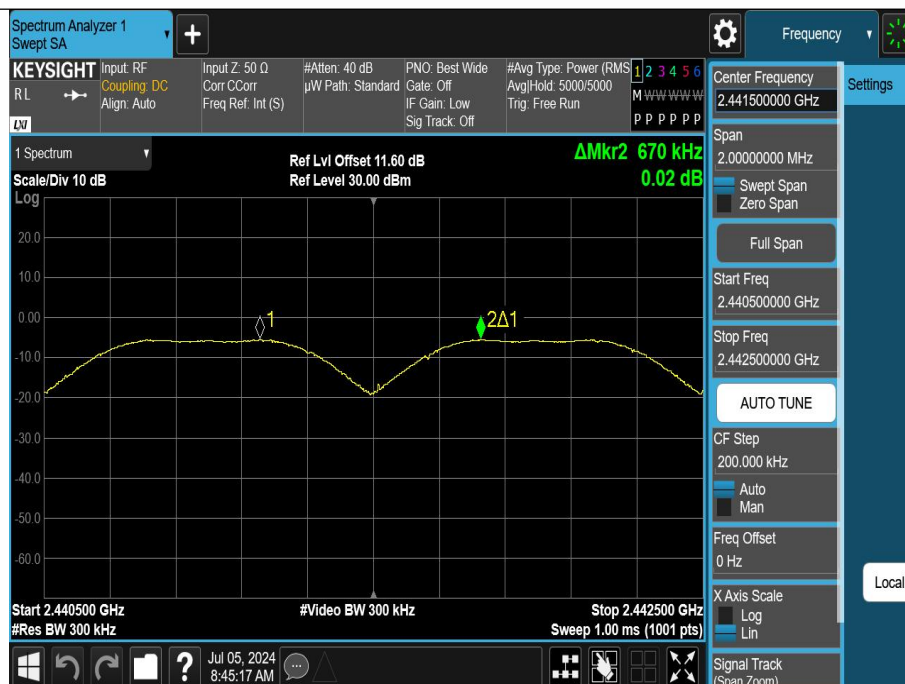 Spectrum Analyzer 1
Swept SA
Frequency
KEYSIGHT
RL
LXI
Input: RF
Coupling: DC
Align: Auto
Input Z: 50 Ω
Corr CCorr
Freq Ref: Int (S)
#Atten: 40 dB
µW Path: Standard
PNO: Best Wide
Gate: Off
IF Gain: Low
Sig Track: Off
#Avg Type: Power (RMS
Avg|Hold: 5000/5000
Trig: Free Run
1 2 3 4 5 6
M W W W W W
P P P P P P
1 Spectrum
Scale/Div 10 dB
Log
Ref Lvl Offset 11.60 dB
Ref Level 30.00 dBm
ΔMkr2 670 kHz
0.02 dB
20.0
10.0
0.00
-10.0
-20.0
-30.0
-40.0
-50.0
-60.0
1
2Δ1
Start 2.440500 GHz
#Res BW 300 kHz
#Video BW 300 kHz
Stop 2.442500 GHz
Sweep 1.00 ms (1001 pts)
Jul 05, 2024
8:45:17 AM
Center Frequency
2.441500000 GHz
Span
2.00000000 MHz
Swept Span
Zero Span
Full Span
Start Freq
2.440500000 GHz
Stop Freq
2.442500000 GHz
AUTO TUNE
CF Step
200.000 kHz
Auto
Man
Freq Offset
0 Hz
X Axis Scale
Log
Lin
Signal Track
(Span Zoom)
Settings
Local